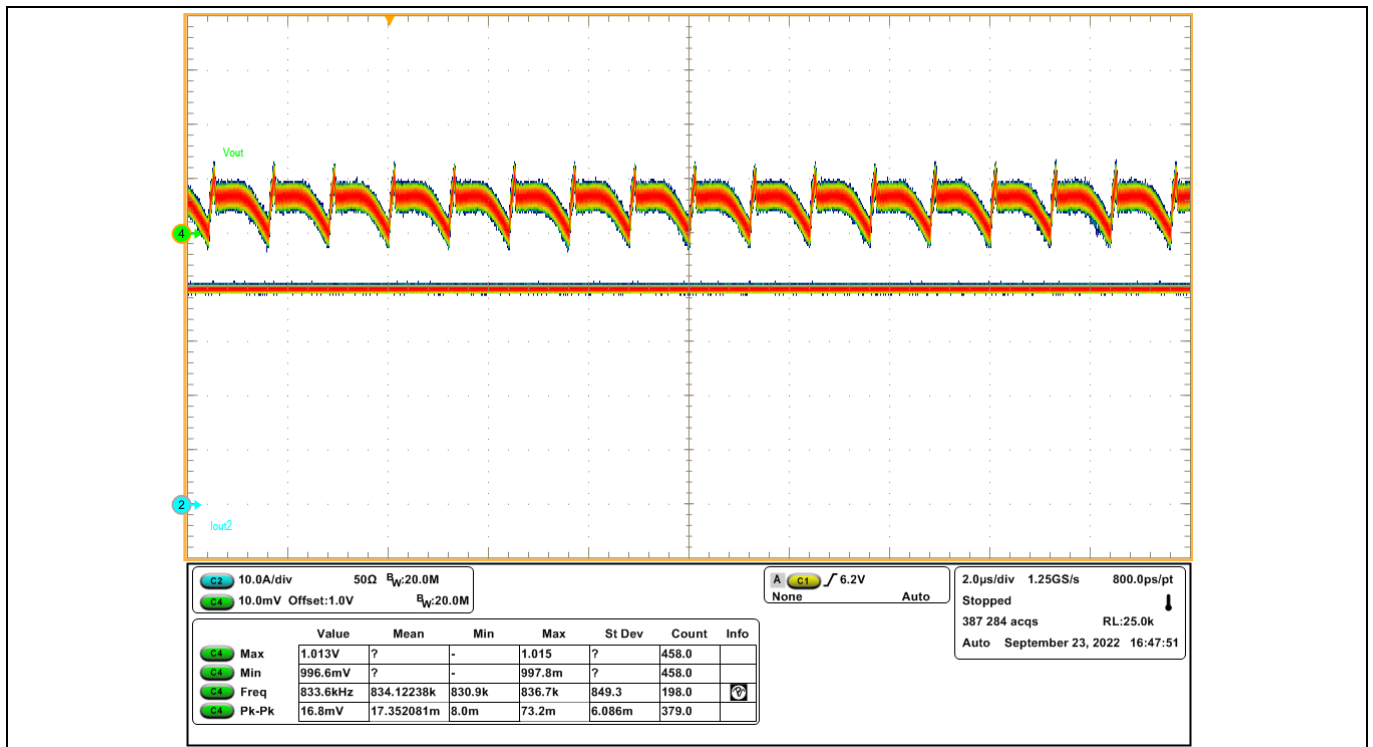 Vout
4
2
Iout2
C2 10.0A/div 50Ω BW:20.0M
C4 10.0mV Offset:1.0V BW:20.0M
A C1 6.2V
None Auto
2.0µs/div 1.25GS/s 800.0ps/pt
Stopped
387 284 acqs RL:25.0k
Auto September 23, 2022 16:47:51
Value Mean Min Max St Dev Count Info
C4 Max 1.013V ? - 1.015 ? 458.0
C4 Min 996.6mV ? - 997.8m ? 458.0
C4 Freq 833.6kHz 834.12238k 830.9k 836.7k 849.3 198.0
C4 Pk-Pk 16.8mV 17.352081m 8.0m 73.2m 6.086m 379.0